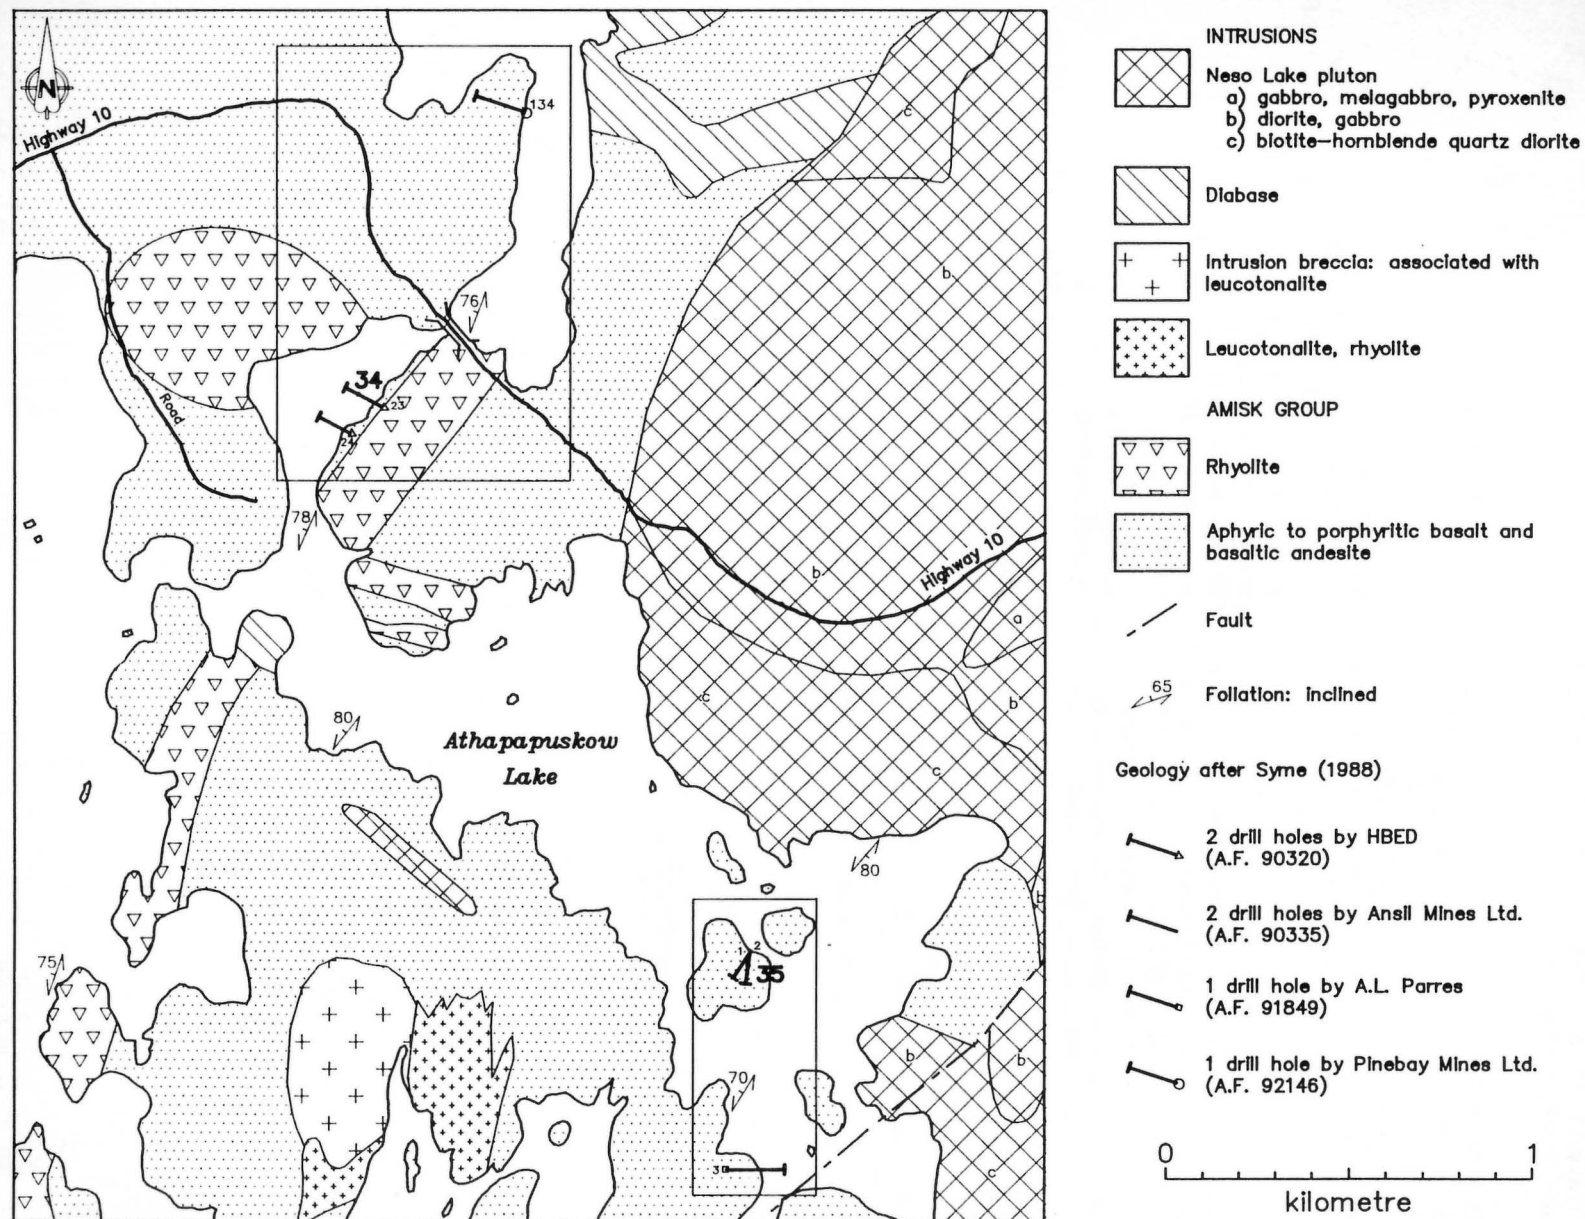 N
Highway 10
134
76
34
23
24
Road
78
80
Athapapuskow
Lake
75
80
1 2
35
70
3
c
b
b
Highway 10
a
b
c
c
b
b
b
c
INTRUSIONS
Neso Lake pluton
a) gabbro, melagabbro, pyroxenite
b) diorite, gabbro
c) biotite-hornblende quartz diorite
Diabase
Intrusion breccia: associated with
leucotonalite
Leucotonalite, rhyolite
AMISK GROUP
Rhyolite
Aphyric to porphyritic basalt and
basaltic andesite
Fault
65
Foliation: inclined
Geology after Syme (1988)
2 drill holes by HBED
(A.F. 90320)
2 drill holes by Ansil Mines Ltd.
(A.F. 90335)
1 drill hole by A.L. Parres
(A.F. 91849)
1 drill hole by Pinebay Mines Ltd.
(A.F. 92146)
0 1
kilometre